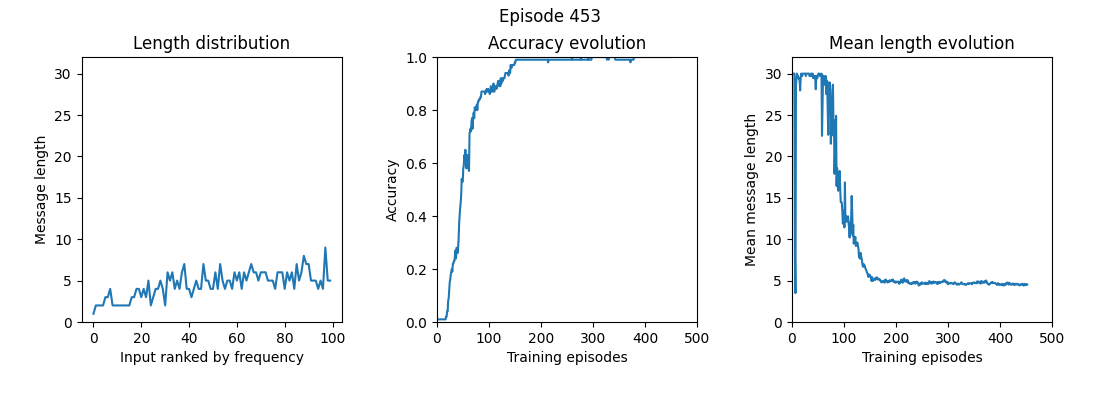 Episode 453
Length distribution
Message length
30
25
20
15
10
5
0
0 20 40 60 80 100
Input ranked by frequency
Accuracy evolution
Accuracy
1.0
0.8
0.6
0.4
0.2
0.0
0 100 200 300 400 500
Training episodes
Mean length evolution
Mean message length
30
25
20
15
10
5
0
0 100 200 300 400 500
Training episodes